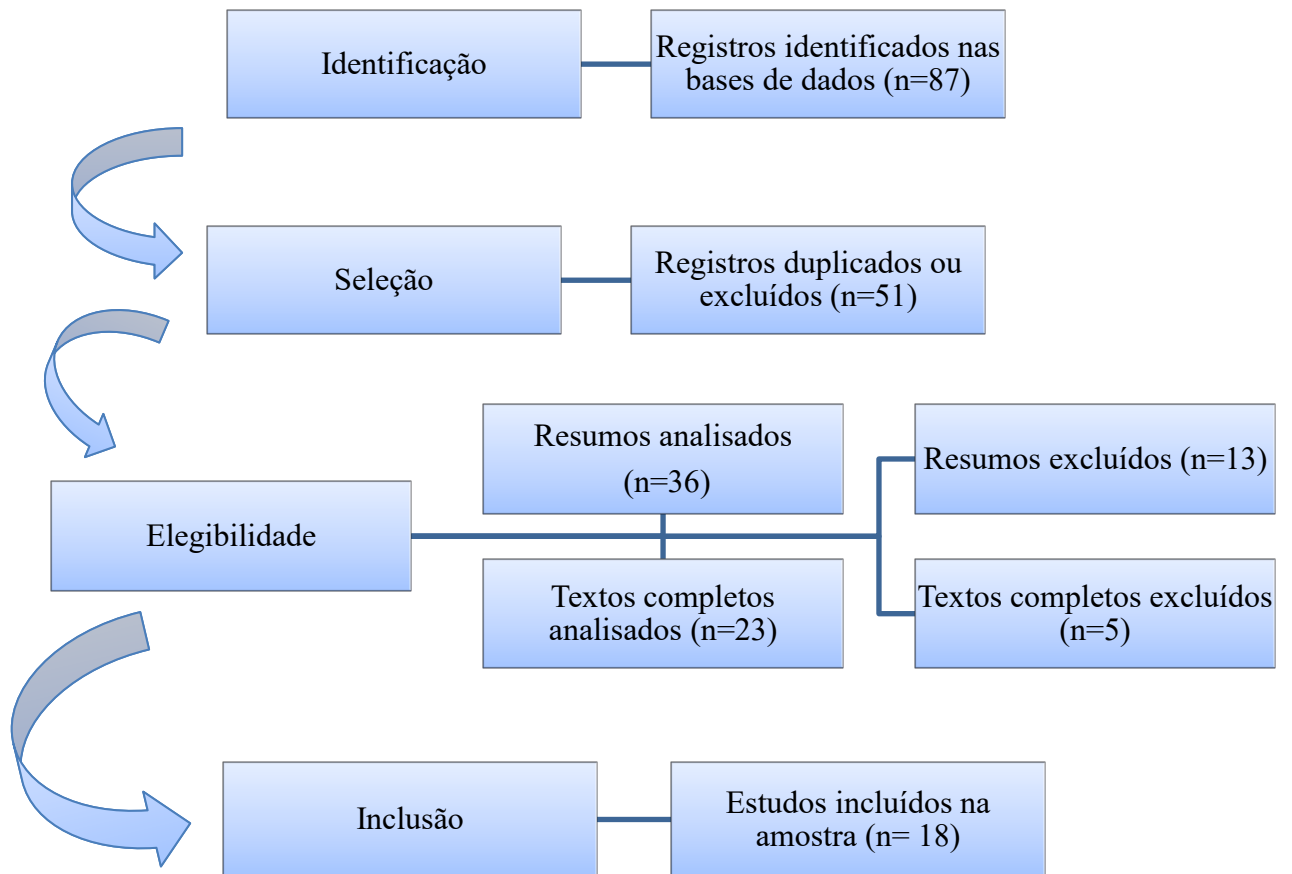 Identificação
Registros identificados nas
bases de dados (n=87)
Seleção
Registros duplicados ou
excluídos (n=51)
Elegibilidade
Resumos analisados
(n=36)
Textos completos
analisados (n=23)
Resumos excluídos (n=13)
Textos completos excluídos
(n=5)
Inclusão
Estudos incluídos na
amostra (n= 18)